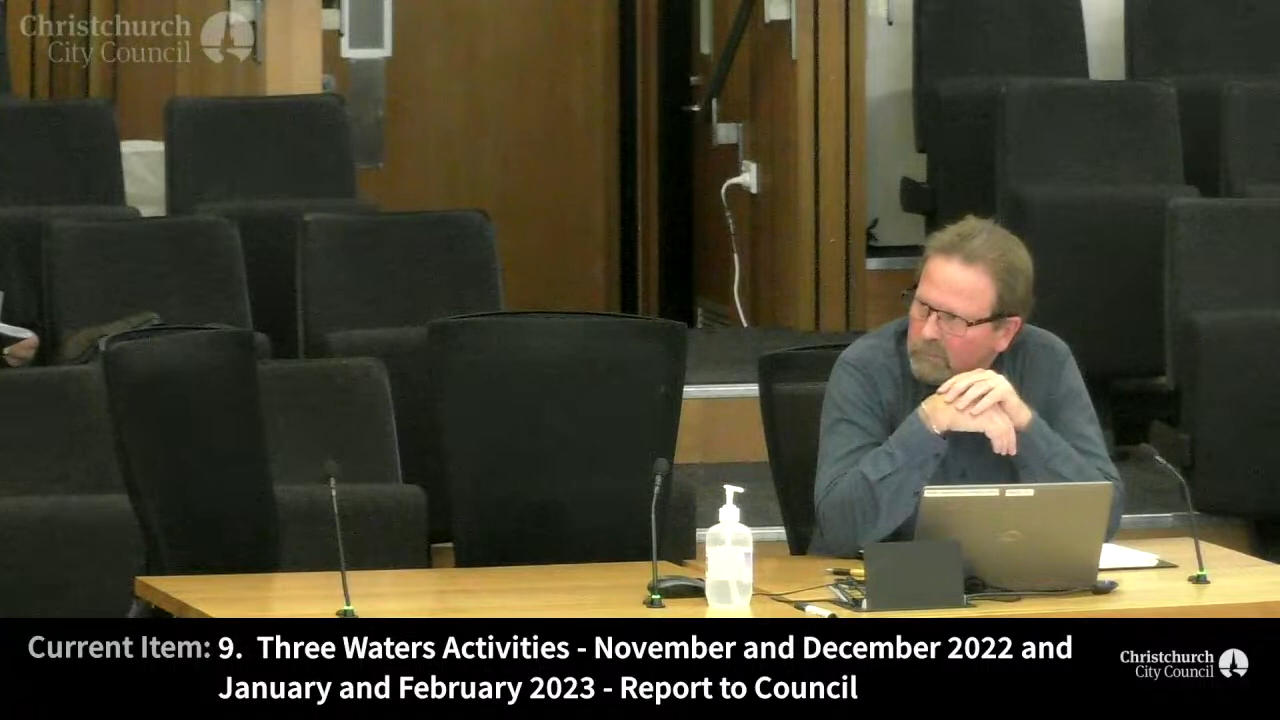 Christchurch
City Council
Current Item: 9. Three Waters Activities - November and December 2022 and
January and February 2023 - Report to Council
Christchurch
City Council